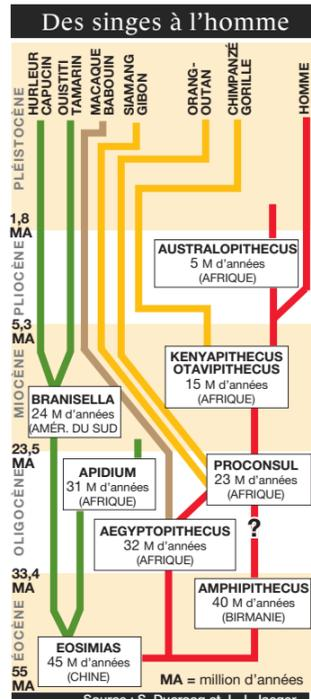 Des singes à l'homme
HURLEUR
CAPUCIN
OUISTITI
TAMARIN
MACAQUE
BABOUIN
SIAMANG
GIBON
ORANG-
OUTAN
CHIMPANZÉ
GORILLE
HOMME
PLÉISTOCÈNE
1,8
MA
PLIOCÈNE
AUSTRALOPITHECUS
5 M d'années
(AFRIQUE)
5,3
MA
MIOCÈNE
KENYAPITHECUS
OTAVIPITHECUS
15 M d'années
(AFRIQUE)
BRANISELLA
24 M d'années
(AMÉR. DU SUD
23,5
MA
OLIGOCÈNE
APIDIUM
31 M d'années
(AFRIQUE)
PROCONSUL
23 M d'années
(AFRIQUE)
AEGYPTOPITHECUS
32 M d'années
(AFRIQUE)
?
33,4
MA
ÉOCÈNE
AMPHIPITHECUS
40 M d'années
(BIRMANIE)
EOSIMIAS
45 M d'années
(CHINE)
55
MA
MA = million d'années